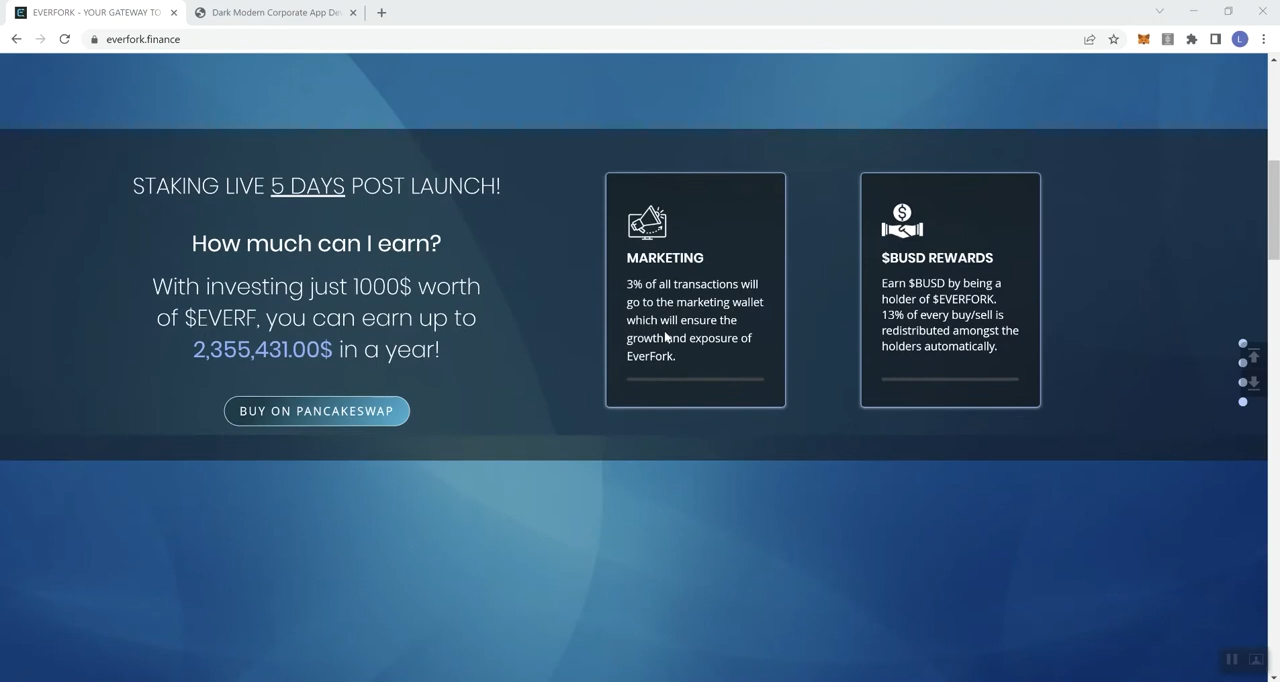 EVERFORK - YOUR GATEWAY TO
Dark Modern Corporate App De
everfork.finance
L
STAKING LIVE 5 DAYS POST LAUNCH!
How much can I earn?
With investing just 1000$ worth
of $EVERF, you can earn up to
2,355,431.00$ in a year!
BUY ON PANCAKESWAP
MARKETING
3% of all transactions will
go to the marketing wallet
which will ensure the
growth and exposure of
EverFork.
$BUSD REWARDS
Earn $BUSD by being a
holder of $EVERFORK.
13% of every buy/sell is
redistributed amongst the
holders automatically.